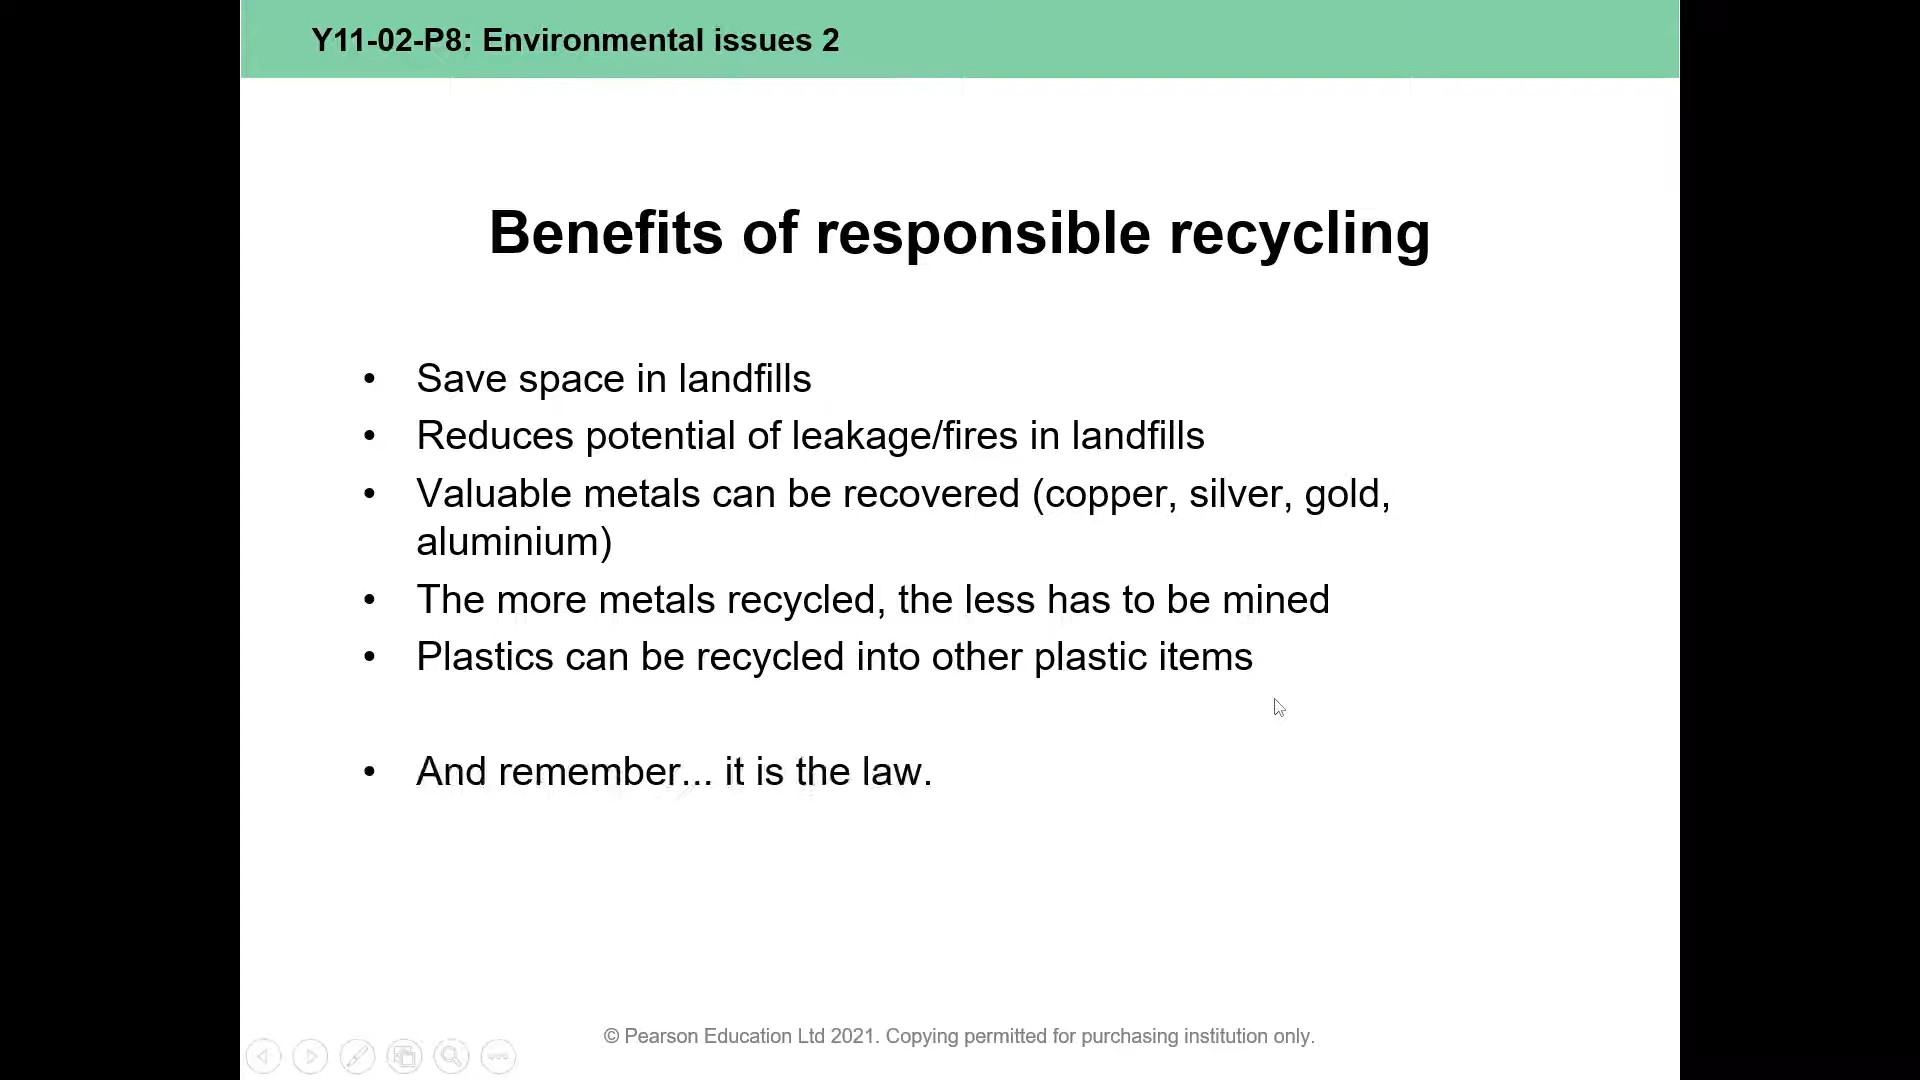 Y11-02-P8: Environmental issues 2
Benefits of responsible recycling
• Save space in landfills
• Reduces potential of leakage/fires in landfills
• Valuable metals can be recovered (copper, silver, gold,
aluminium)
• The more metals recycled, the less has to be mined
• Plastics can be recycled into other plastic items
• And remember... it is the law.
© Pearson Education Ltd 2021. Copying permitted for purchasing institution only.